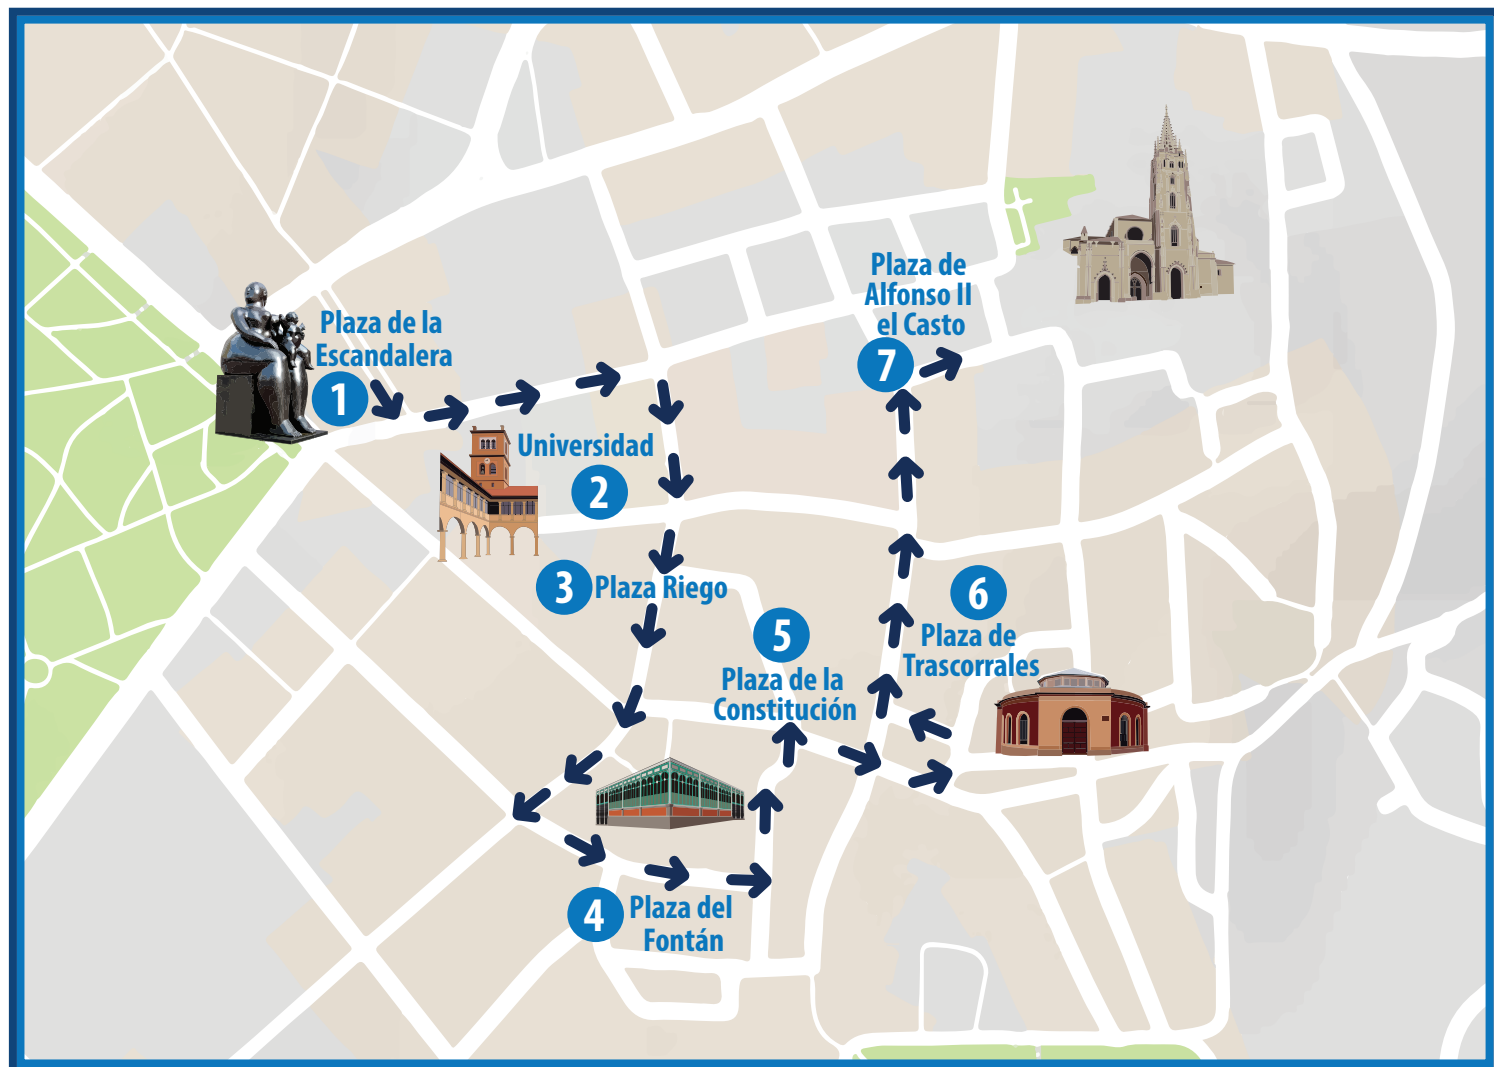 Plaza de la
Escandalera
1
Universidad
2
3 Plaza Riego
4 Plaza del
Fontán
5
Plaza de la
Constitución
6
Plaza de
Trascorrales
Plaza de
Alfonso II
el Casto
7